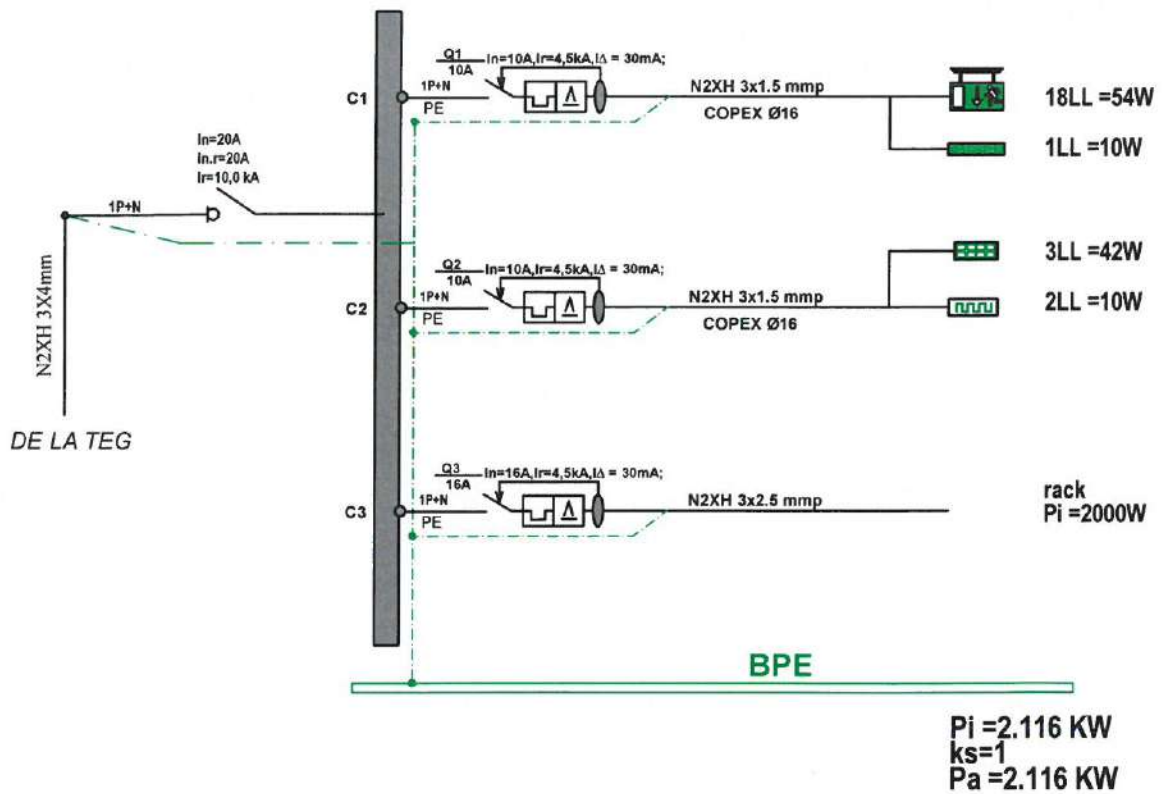 Q1
10A
In=10A,Ir=4,5kA,IΔ = 30mA;
C1
1P+N
PE
N2XH 3x1.5 mmp
COPEX Ø16
18LL =54W
1LL =10W
In=20A
In.r=20A
Ir=10,0 kA
1P+N
N2XH 3X4mm
DE LA TEG
Q2
10A
In=10A,Ir=4,5kA,IΔ = 30mA;
C2
1P+N
PE
N2XH 3x1.5 mmp
COPEX Ø16
3LL =42W
2LL =10W
Q3
16A
In=16A,Ir=4,5kA,IΔ = 30mA;
C3
1P+N
PE
N2XH 3x2.5 mmp
rack
Pi =2000W
BPE
Pi =2.116 KW
ks=1
Pa =2.116 KW